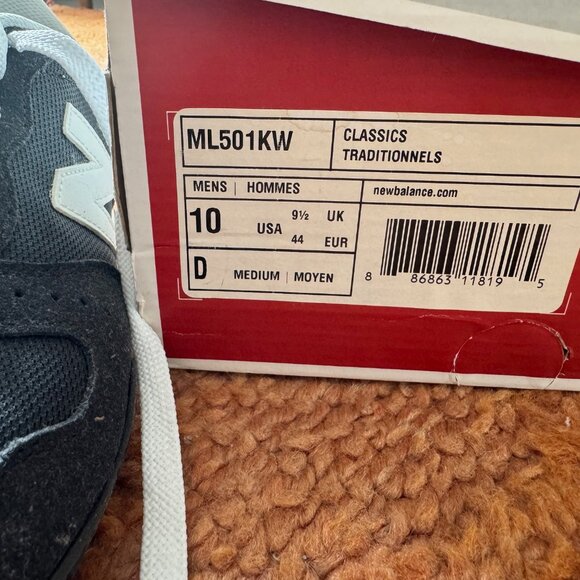 ML501KW
CLASSICS
TRADITIONNELS
MENS | HOMMES
newbalance.com
10 USA 9½ UK
44 EUR
D MEDIUM | MOYEN
8 86863 11819 5
N